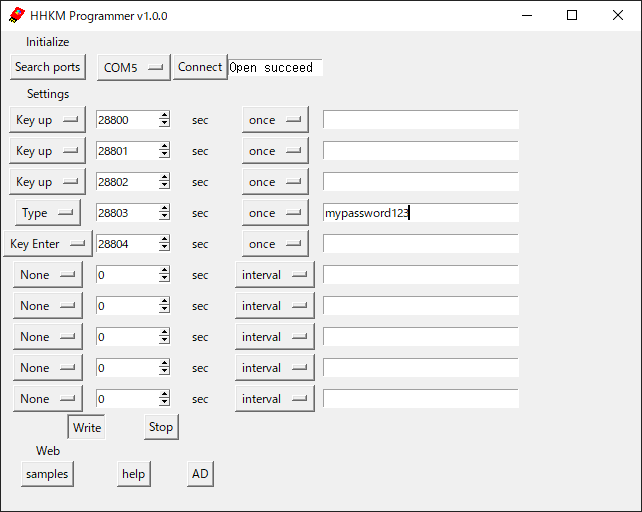 HHKM Programmer v1.0.0
Initialize
Search ports COM5 Connect Open succeed
Settings
Key up 28800 sec once
Key up 28801 sec once
Key up 28802 sec once
Type 28803 sec once mypassword123
Key Enter 28804 sec once
None 0 sec interval
None 0 sec interval
None 0 sec interval
None 0 sec interval
None 0 sec interval
Write Stop
Web
samples help AD